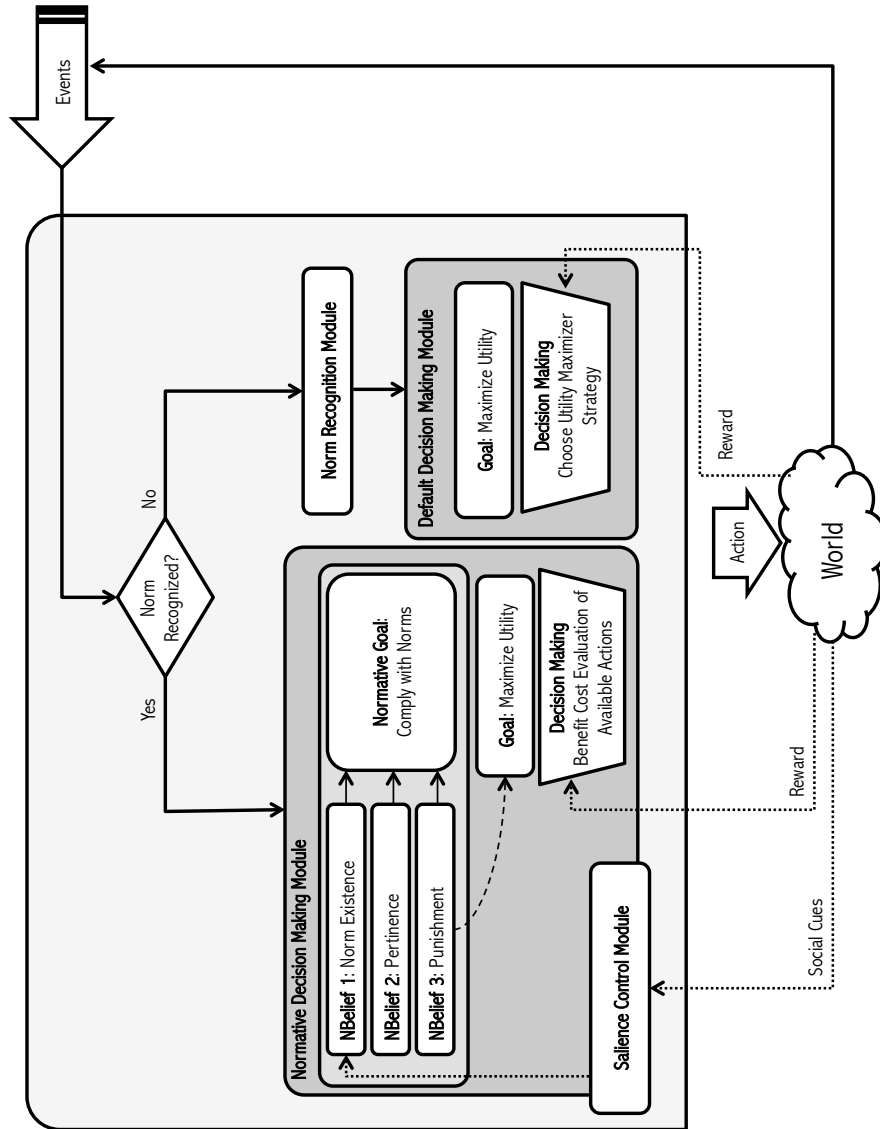 Events
Norm
Recognized?
Yes
No
Normative Decision Making Module
NBelief 1: Norm Existence
NBelief 2: Pertinence
NBelief 3: Punishment
Normative Goal:
Comply with Norms
Goal: Maximize Utility
Decision Making
Benefit Cost Evaluation of
Available Actions
Salience Control Module
Norm Recognition Module
Default Decision Making Module
Goal: Maximize Utility
Decision Making
Choose Utility Maximizer
Strategy
Social Cues
Reward
Action
Reward
World